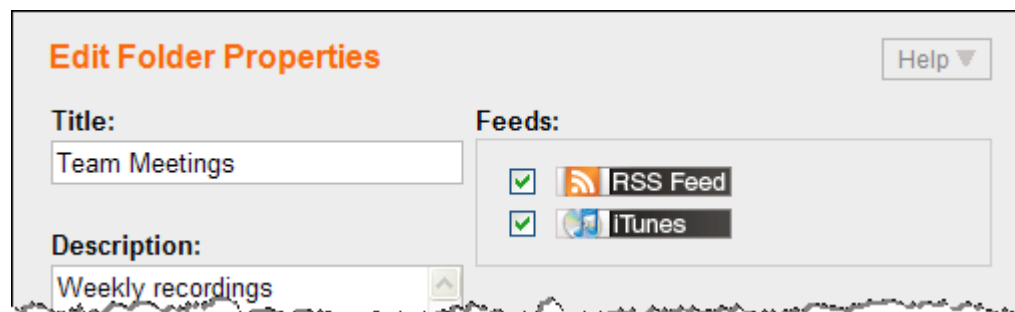 Edit Folder Properties
Help
Title:
Team Meetings
Feeds:
RSS Feed
iTunes
Description:
Weekly recordings